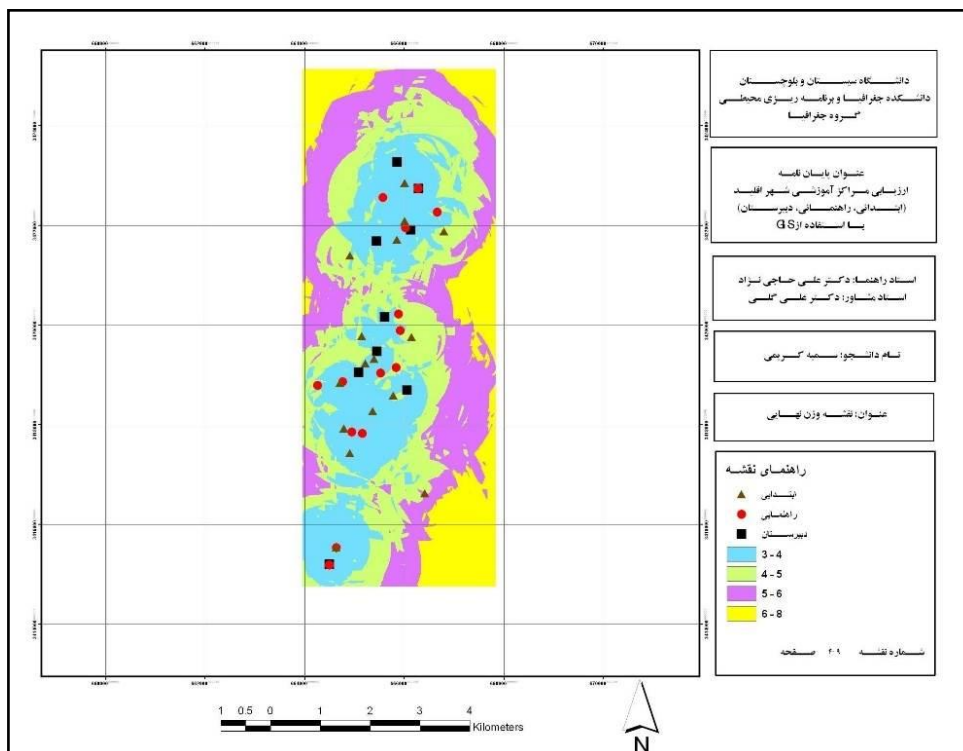 دانشگاه سیستان و بلوچستان
دانشکده جغرافیا و برنامه ریزی محیطی
گروه جغرافیا
عنوان پایان نامه
ارزیابی مراکز آموزشی شهر اقلید
(ابتدائی، راهنمائی، دبیرستان)
با استفاده از GIS
استاد راهنما: دکتر علی حاجی نژاد
استاد مشاور: دکتر علی گلی
نام دانشجو: سمیه کریمی
عنوان: نقشه وزن نهایی
راهنمای نقشه
ابتدایی
راهنمایی
دبیرستان
3 - 4
4 - 5
5 - 6
6 - 8
شماره نقشه ۴-۹ صفحه
1 0.5 0 1 2 3 4
Kilometers
N